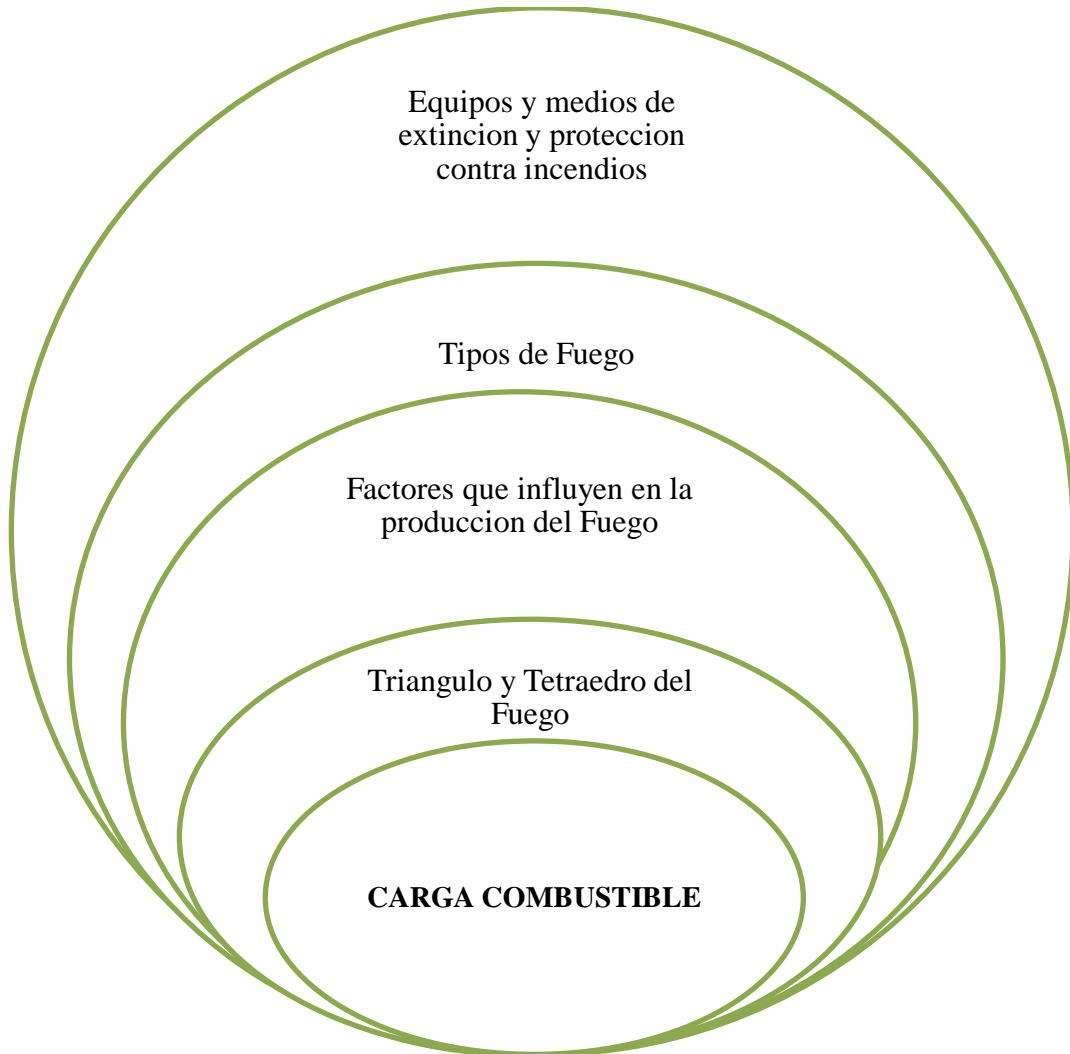 Equipos y medios de
extincion y proteccion
contra incendios
Tipos de Fuego
Factores que influyen en la
produccion del Fuego
Triangulo y Tetraedro del
Fuego
CARGA COMBUSTIBLE